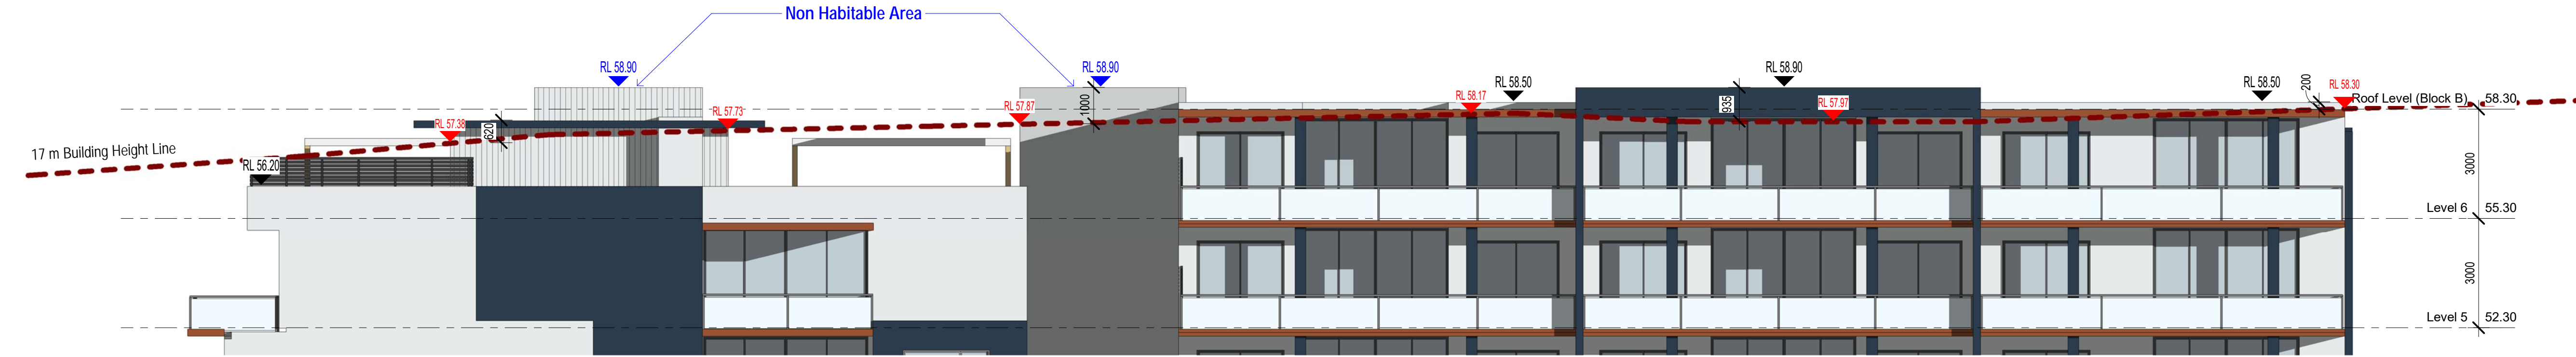 Non Habitable Area
RL 58.90
RL 58.90
RL 58.90
RL 58.50
RL 58.50
200
RL 58.30
Roof Level (Block B)
58.30
RL 57.38
620
RL 57.73
RL 57.87
1000
RL 58.17
935
RL 57.97
17 m Building Height Line
RL 56.20
3000
Level 6
55.30
3000
Level 5
52.30